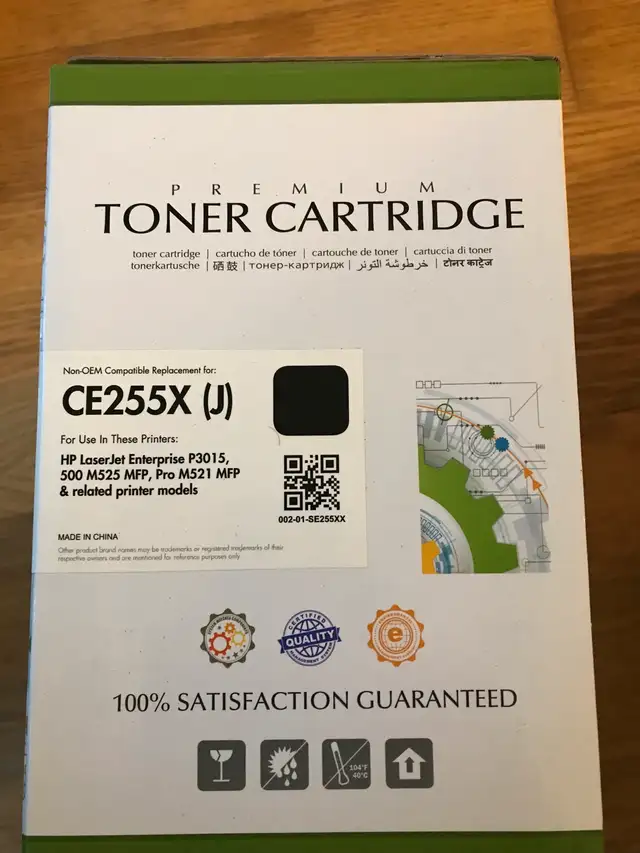 PREMIUM
TONER CARTRIDGE
toner cartridge | cartucho de tóner | cartouche de toner | cartuccia di toner
tonerkartusche | 硒鼓 | тонер-картридж | خرطوشة التونر | टोनर कार्ट्रेज
Non-OEM Compatible Replacement for:
CE255X (J)
For Use In These Printers:
HP LaserJet Enterprise P3015,
500 M525 MFP, Pro M521 MFP
& related printer models
002-01-SE255XX
MADE IN CHINA
Other product brand names may be trademarks or registered trademarks of their
respective owners and are mentioned for reference purposes only
CERTIFIED
QUALITY
MANAGEMENT SYSTEM
e
100% SATISFACTION GUARANTEED
104°F
40°C